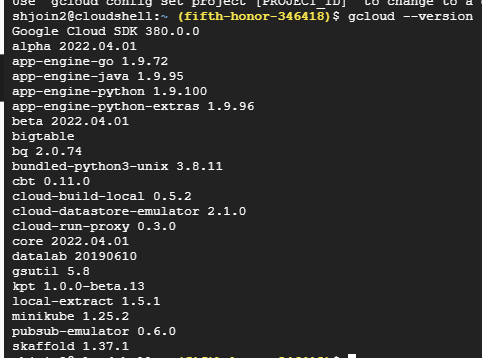 Use "gcloud config set project [PROJECT_ID]" to change to a
shjoin2@cloudshell:~ (fifth-honor-346418)$ gcloud --version
Google Cloud SDK 380.0.0
alpha 2022.04.01
app-engine-go 1.9.72
app-engine-java 1.9.95
app-engine-python 1.9.100
app-engine-python-extras 1.9.96
beta 2022.04.01
bigtable
bq 2.0.74
bundled-python3-unix 3.8.11
cbt 0.11.0
cloud-build-local 0.5.2
cloud-datastore-emulator 2.1.0
cloud-run-proxy 0.3.0
core 2022.04.01
datalab 20190610
gsutil 5.8
kpt 1.0.0-beta.13
local-extract 1.5.1
minikube 1.25.2
pubsub-emulator 0.6.0
skaffold 1.37.1